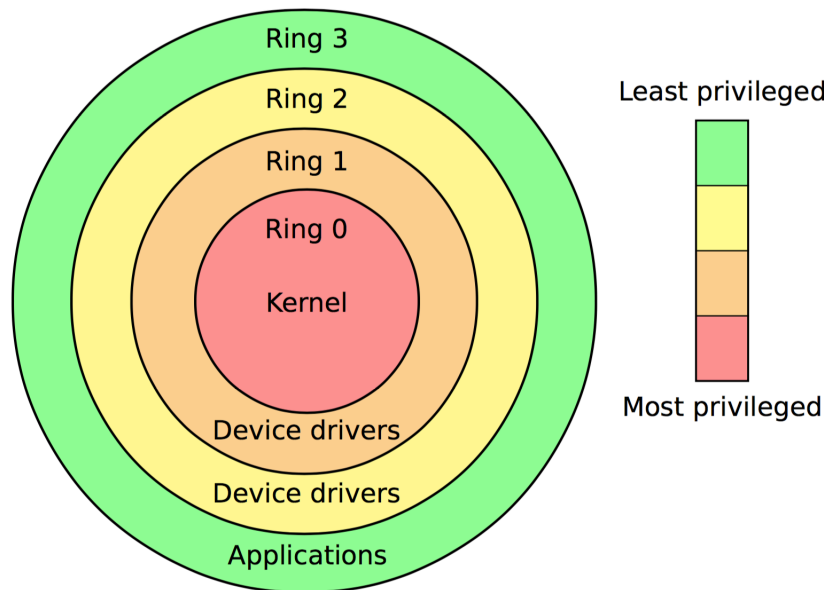 Ring 3
Ring 2
Ring 1
Ring 0
Kernel
Device drivers
Device drivers
Applications
Least privileged
Most privileged